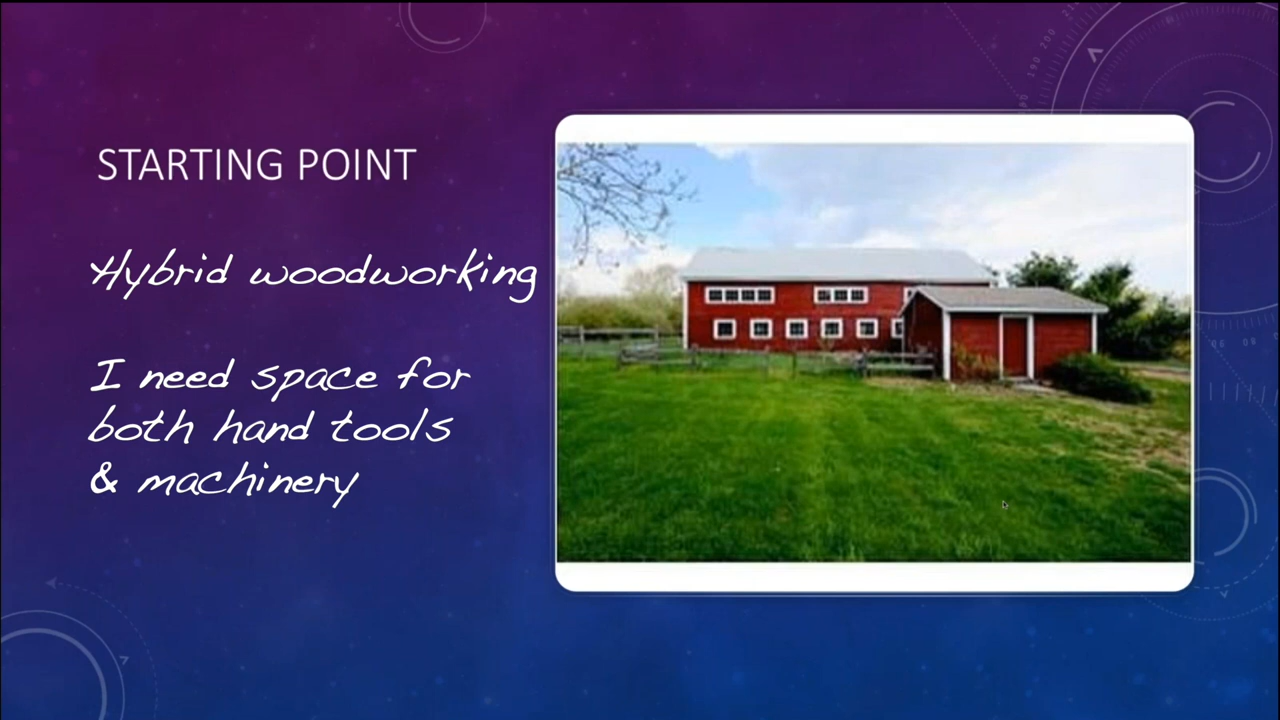 STARTING POINT
Hybrid woodworking
I need space for
both hand tools
& machinery